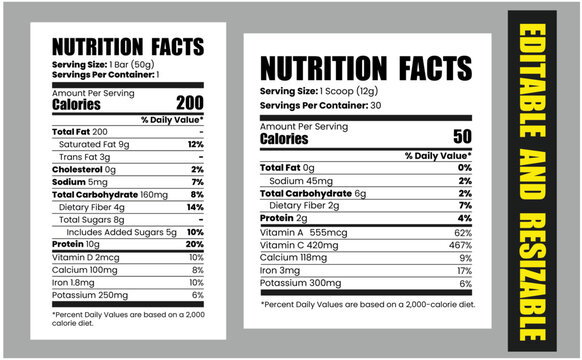 NUTRITION FACTS
Serving Size: 1 Bar (50g)
Servings Per Container: 1
Amount Per Serving
Calories 200
% Daily Value*
Total Fat 200 -
Saturated Fat 9g 12%
Trans Fat 3g -
Cholesterol 0g 2%
Sodium 5mg 7%
Total Carbohydrate 160mg 8%
Dietary Fiber 4g 14%
Total Sugars 8g -
Includes Added Sugars 5g 10%
Protein 10g 20%
Vitamin D 2mcg 10%
Calcium 100mg 8%
Iron 1.8mg 10%
Potassium 250mg 6%
*Percent Daily Values are based on a 2,000
calorie diet.
NUTRITION FACTS
Serving Size: 1 Scoop (12g)
Servings Per Container: 30
Amount Per Serving
Calories 50
% Daily Value*
Total Fat 0g 0%
Sodium 45mg 2%
Total Carbohydrate 6g 2%
Dietary Fiber 2g 7%
Protein 2g 4%
Vitamin A 555mcg 62%
Vitamin C 420mg 467%
Calcium 118mg 9%
Iron 3mg 17%
Potassium 300mg 6%
*Percent Daily Values are based on a 2,000-calorie diet.
EDITABLE AND RESIZABLE